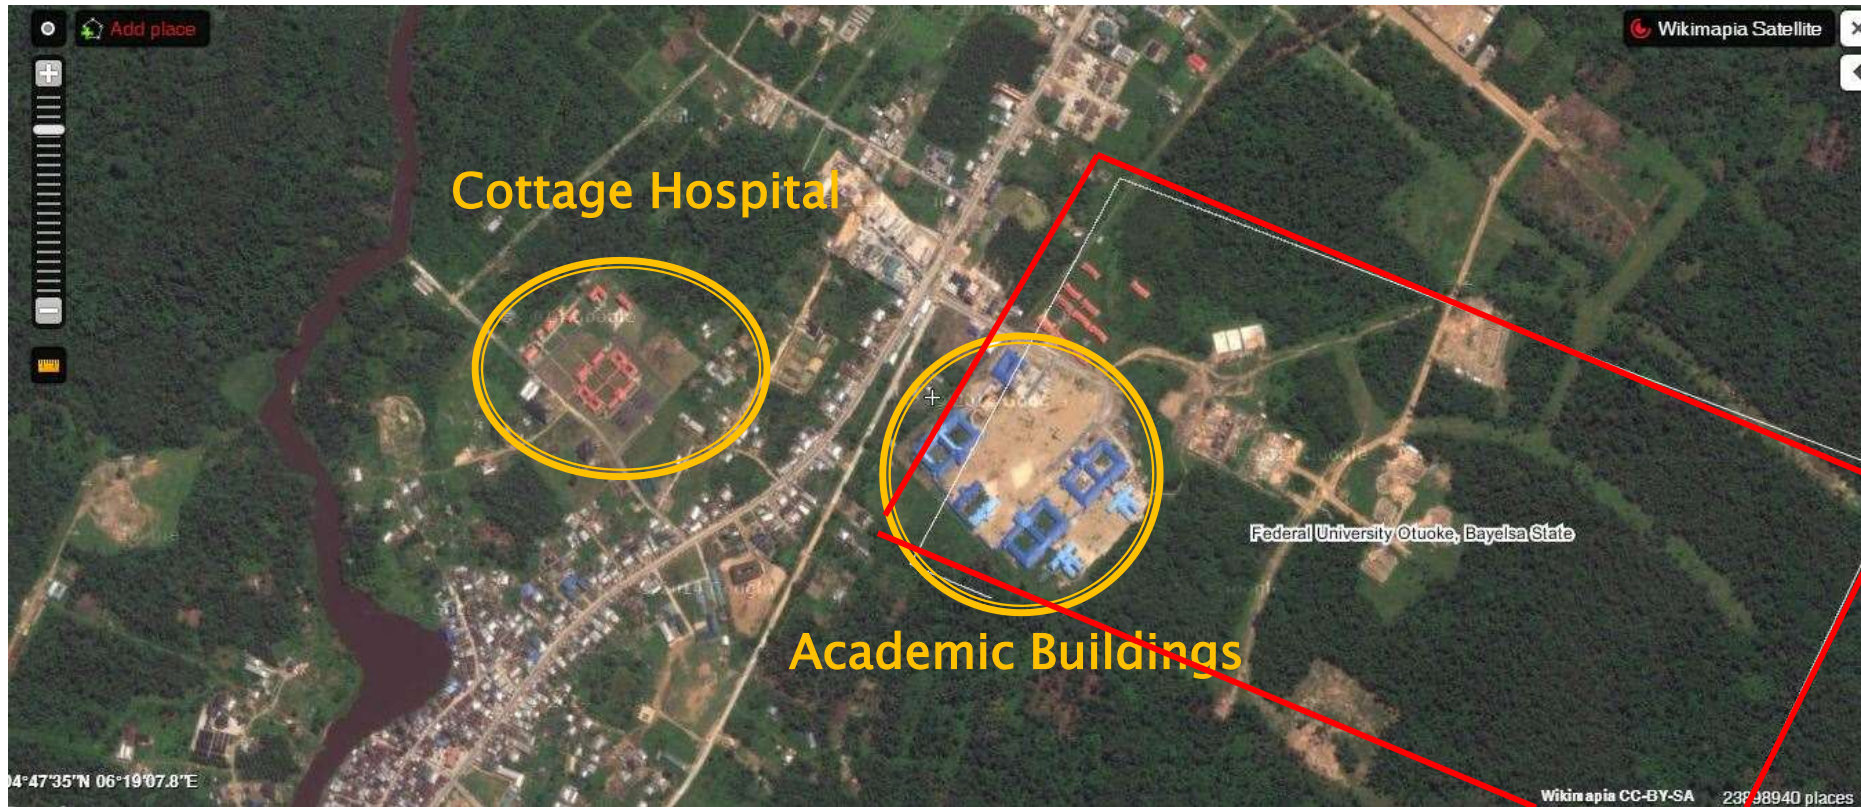 Add place
Wikimapia Satellite
Cottage Hospital
Federal University Otuoke, Bayelsa State
Academic Buildings
04°47'35"N 06°19'07.8"E
Wikimapia CC-BY-SA
23898940 places